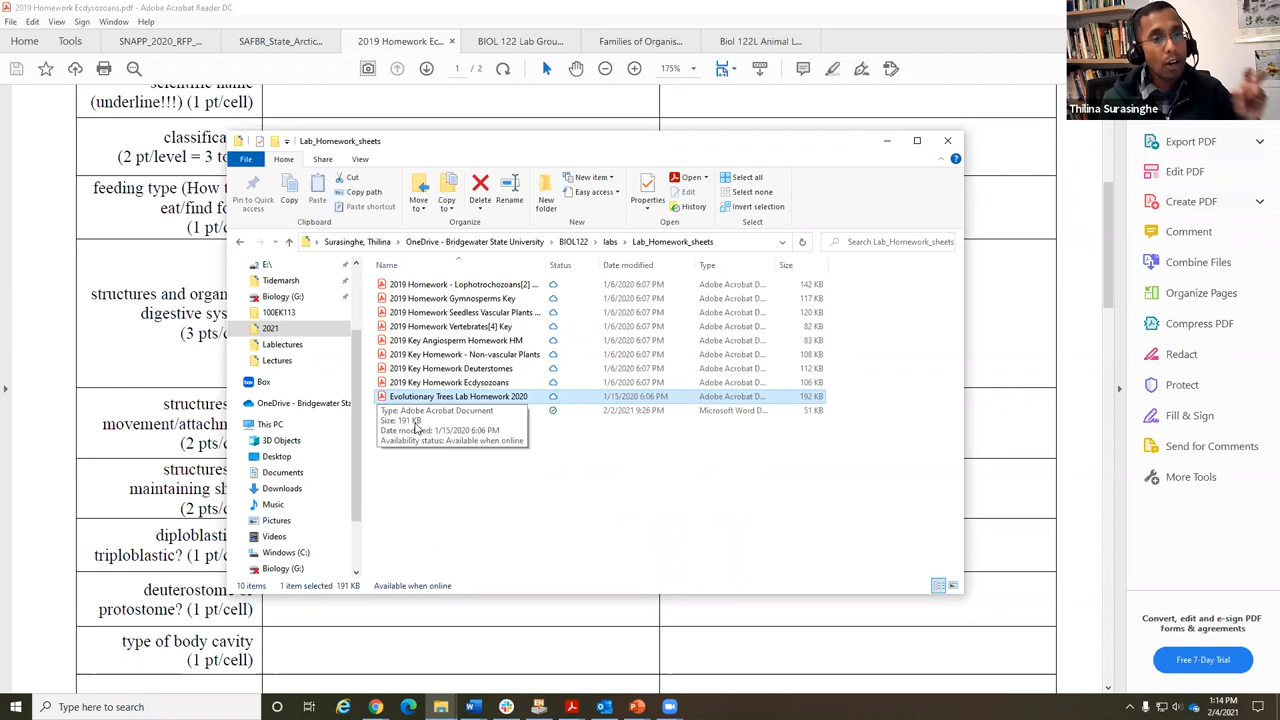 2019 Homework Ecdysozoans.pdf - Adobe Acrobat Reader DC
File Edit View Sign Window Help
Home Tools SNAPP_2020_RFP_... SAFBR_State_Arctic... 2019 Homework Ec... × BIOL 122 Lab Grou... Families of Organis... Biol 122L Animal L...
1 / 2 175%
Thilina Surasinghe
scientific name
(underline!!!) (1 pt/cell)
classifica
(2 pt/level = 3 to
feeding type (How t
eat/find fo
(1 pt
structures and organ
digestive sys
(3 pts
movement/attachm
(1 pt
structures
maintaining sh
(2 pts
diploblasti
triploblastic? (1 pt/cell)
deuterostome o
protostome? (1 pt/cell)
type of body cavity
(1 pt/cell)
Lab_Homework_sheets
File Home Share View
Pin to Quick access
Copy
Paste
Cut
Copy path
Paste shortcut
Move to
Copy to
Delete
Rename
New folder
New item
Easy access
Properties
Open
Edit
History
Select all
Select none
Invert selection
Clipboard Organize New Open Select
Surasinghe, Thilina > OneDrive - Bridgewater State University > BIOL122 > labs > Lab_Homework_sheets
Search Lab_Homework_sheets
Name Status Date modified Type Size
E:\
Tidemarsh
Biology (G:)
100EK113
2021
Lablectures
Lectures
Box
OneDrive - Bridgewater Sta
This PC
3D Objects
Desktop
Documents
Downloads
Music
Pictures
Videos
Windows (C:)
Biology (G:)
2019 Homework - Lophotrochozoans[2] ... 1/6/2020 6:07 PM Adobe Acrobat D... 142 KB
2019 Homework Gymnosperms Key 1/6/2020 6:07 PM Adobe Acrobat D... 117 KB
2019 Homework Seedless Vascular Plants ... 1/6/2020 6:07 PM Adobe Acrobat D... 120 KB
2019 Homework Vertebrates[4] Key 1/6/2020 6:07 PM Adobe Acrobat D... 82 KB
2019 Key Angiosperm Homework HM 1/6/2020 6:07 PM Adobe Acrobat D... 83 KB
2019 Key Homework - Non-vascular Plants 1/6/2020 6:07 PM Adobe Acrobat D... 354 KB
2019 Key Homework Deuterostomes 1/6/2020 6:07 PM Adobe Acrobat D... 112 KB
2019 Key Homework Ecdysozoans 1/6/2020 6:07 PM Adobe Acrobat D... 106 KB
Evolutionary Trees Lab Homework 2020 1/15/2020 6:06 PM Adobe Acrobat D... 192 KB
2/2/2021 9:26 PM Microsoft Word D... 51 KB
Type: Adobe Acrobat Document
Size: 191 KB
Date modified: 1/15/2020 6:06 PM
Availability status: Available when online
10 items 1 item selected 191 KB Available when online
Export PDF
Edit PDF
Create PDF
Comment
Combine Files
Organize Pages
Compress PDF
Redact
Protect
Fill & Sign
Send for Comments
More Tools
Convert, edit and e-sign PDF
forms & agreements
Free 7-Day Trial
Type here to search
1:14 PM
2/4/2021